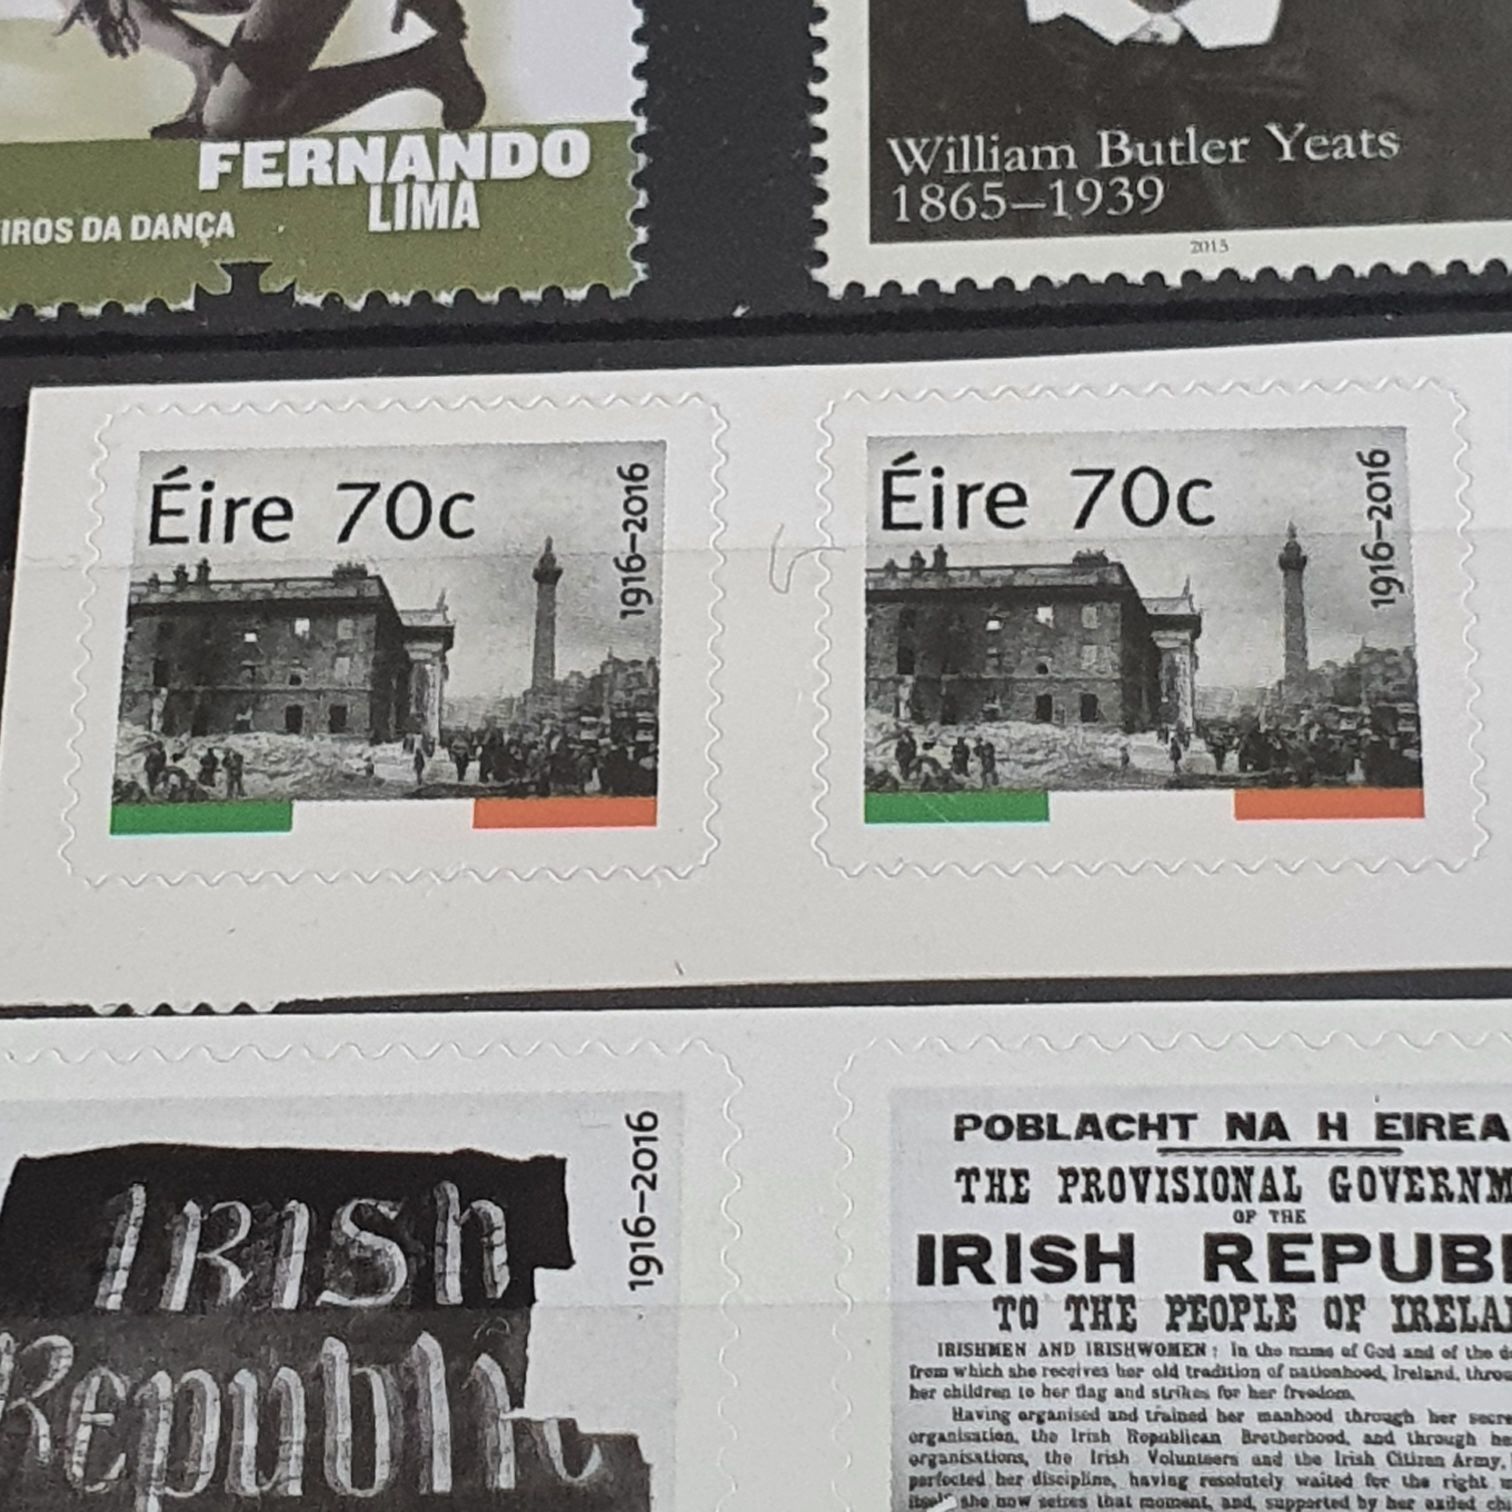 FERNANDO
LIMA
IROS DA DANÇA
William Butler Yeats
1865–1939
2015
Éire 70c
1916–2016
Éire 70c
1916–2016
IRISh
Republic
1916–2016
POBLACHT NA H EIREA
THE PROVISIONAL GOVERNM
OF THE
IRISH REPUBL
TO THE PEOPLE OF IRELA
IRISHMEN AND IRISHWOMEN: In the name of God and of the d
from which she receives her old tradition of nationhood, Ireland, throu
her children to her flag and strikes for her freedom.
Having organised and trained her manhood through her secre
organisation, the Irish Republican Brotherhood, and through he
organisations, the Irish Volunteers and the Irish Citizen Army,
perfected her discipline, having resolutely waited for the right m
itself she now seizes that moment, and, supported by her exiled ch